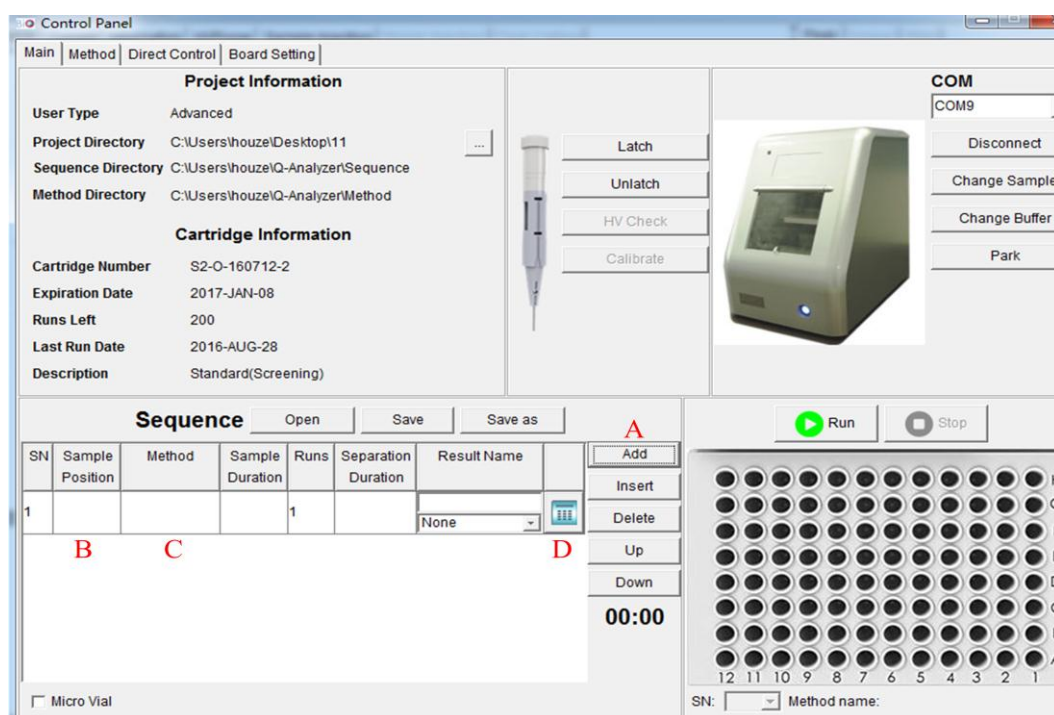 Control Panel
Main Method Direct Control Board Setting
Project Information
User Type Advanced
Project Directory C:\Users\houze\Desktop\11 ...
Sequence Directory C:\Users\houze\Q-Analyzer\Sequence
Method Directory C:\Users\houze\Q-Analyzer\Method
Cartridge Information
Cartridge Number S2-O-160712-2
Expiration Date 2017-JAN-08
Runs Left 200
Last Run Date 2016-AUG-28
Description Standard(Screening)
Latch
Unlatch
HV Check
Calibrate
COM
COM9
Disconnect
Change Sample
Change Buffer
Park
Sequence Open Save Save as
SN Sample Position Method Sample Duration Runs Separation Duration Result Name
1 1 None
A
B C D
Add
Insert
Delete
Up
Down
00:00
Micro Vial
Run Stop
12 11 10 9 8 7 6 5 4 3 2 1
SN: Method name: